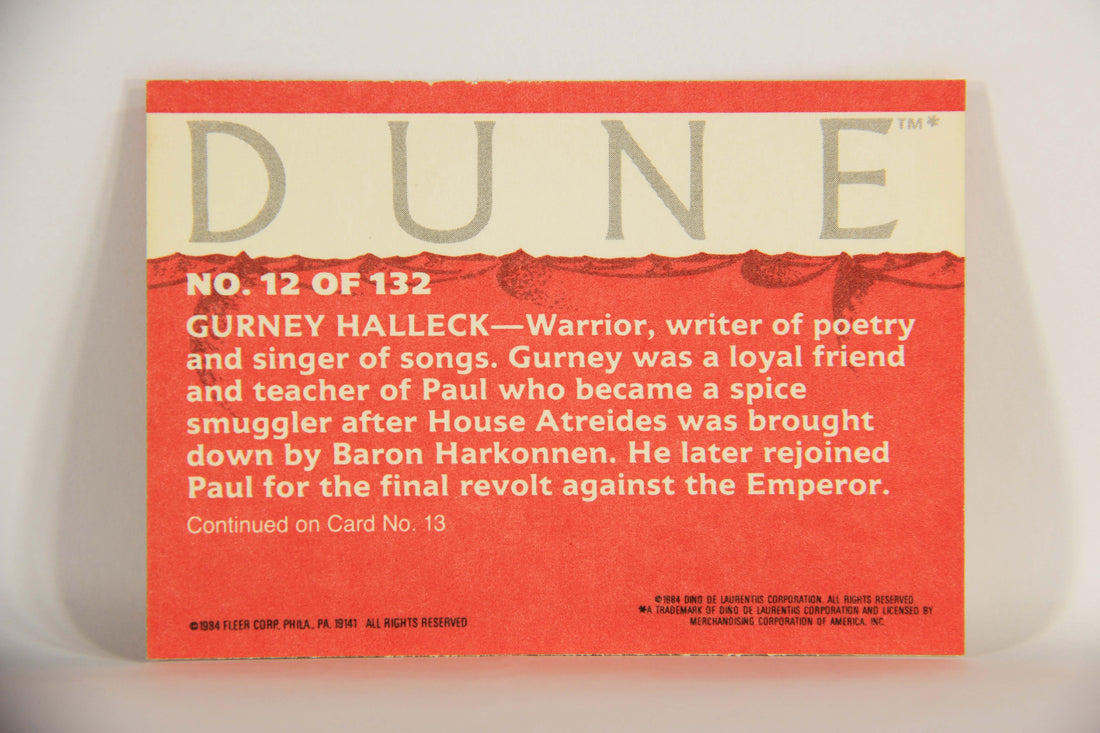 DUNE™*
NO. 12 OF 132
GURNEY HALLECK—Warrior, writer of poetry
and singer of songs. Gurney was a loyal friend
and teacher of Paul who became a spice
smuggler after House Atreides was brought
down by Baron Harkonnen. He later rejoined
Paul for the final revolt against the Emperor.
Continued on Card No. 13
©1984 FLEER CORP. PHILA., PA. 19141 ALL RIGHTS RESERVED
©1984 DINO DE LAURENTIIS CORPORATION. ALL RIGHTS RESERVED
*A TRADEMARK OF DINO DE LAURENTIIS CORPORATION AND LICENSED BY
MERCHANDISING CORPORATION OF AMERICA, INC.